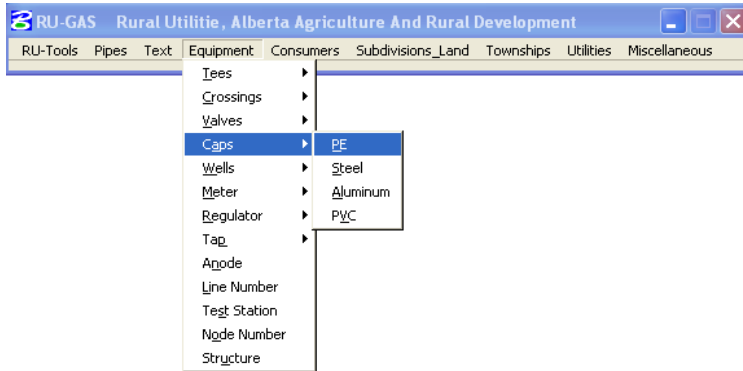 RU-GAS Rural Utilitie, Alberta Agriculture And Rural Development
RU-Tools Pipes Text Equipment Consumers Subdivisions_Land Townships Utilities Miscellaneous
Tees
Crossings
Valves
Caps PE
Wells Steel
Meter Aluminum
Regulator PVC
Tap
Anode
Line Number
Test Station
Node Number
Structure